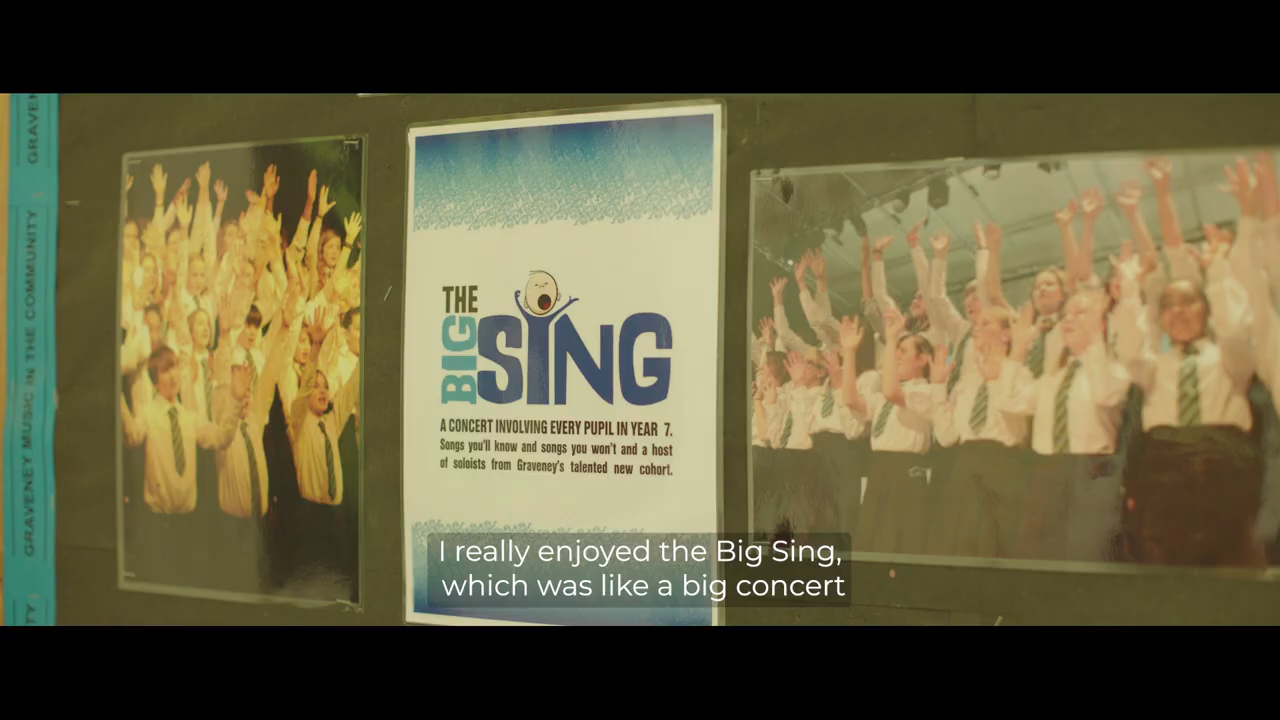 GRAVEN
GRAVENEY MUSIC IN THE COMMUNITY
TY
THE
BIG
SING
A CONCERT INVOLVING EVERY PUPIL IN YEAR 7.
Songs you'll know and songs you won't and a host
of soloists from Graveney's talented new cohort.
I really enjoyed the Big Sing,
which was like a big concert